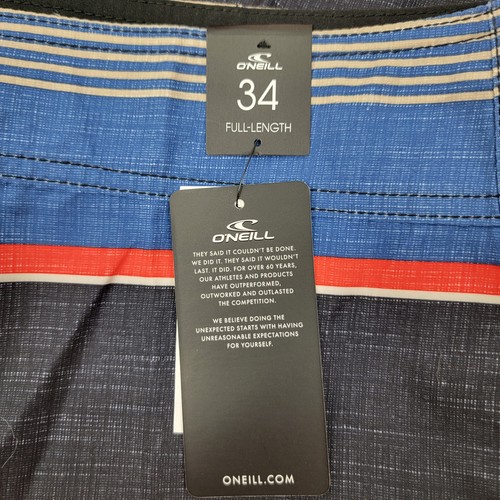 O'NEILL
34
FULL-LENGTH
O'NEILL
THEY SAID IT COULDN'T BE DONE.
WE DID IT. THEY SAID IT WOULDN'T
LAST. IT DID. FOR OVER 60 YEARS,
OUR ATHLETES AND PRODUCTS
HAVE OUTPERFORMED,
OUTWORKED AND OUTLASTED
THE COMPETITION.
WE BELIEVE DOING THE
UNEXPECTED STARTS WITH HAVING
UNREASONABLE EXPECTATIONS
FOR YOURSELF.
ONEILL.COM